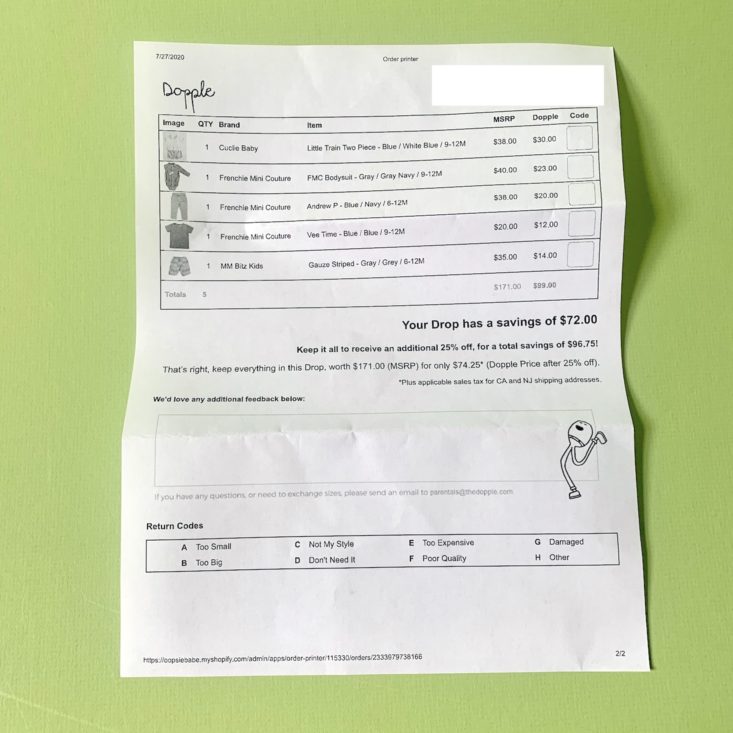 7/27/2020 Order printer
Dopple
Image QTY Brand Item MSRP Dopple Code
1 Cuclie Baby Little Train Two Piece - Blue / White Blue / 9-12M $38.00 $30.00
1 Frenchie Mini Couture FMC Bodysuit - Gray / Gray Navy / 9-12M $40.00 $23.00
1 Frenchie Mini Couture Andrew P - Blue / Navy / 6-12M $38.00 $20.00
1 Frenchie Mini Couture Vee Time - Blue / Blue / 9-12M $20.00 $12.00
1 MM Bitz Kids Gauze Striped - Gray / Grey / 6-12M $35.00 $14.00
Totals 5 $171.00 $99.00
Your Drop has a savings of $72.00
Keep it all to receive an additional 25% off, for a total savings of $96.75!
That's right, keep everything in this Drop, worth $171.00 (MSRP) for only $74.25* (Dopple Price after 25% off).
*Plus applicable sales tax for CA and NJ shipping addresses.
We'd love any additional feedback below:
If you have any questions, or need to exchange sizes, please send an email to parentals@thedopple.com
Return Codes
A Too Small C Not My Style E Too Expensive G Damaged
B Too Big D Don't Need It F Poor Quality H Other
https://oopsiebabe.myshopify.com/admin/apps/order-printer/115330/orders/2333979738166 2/2